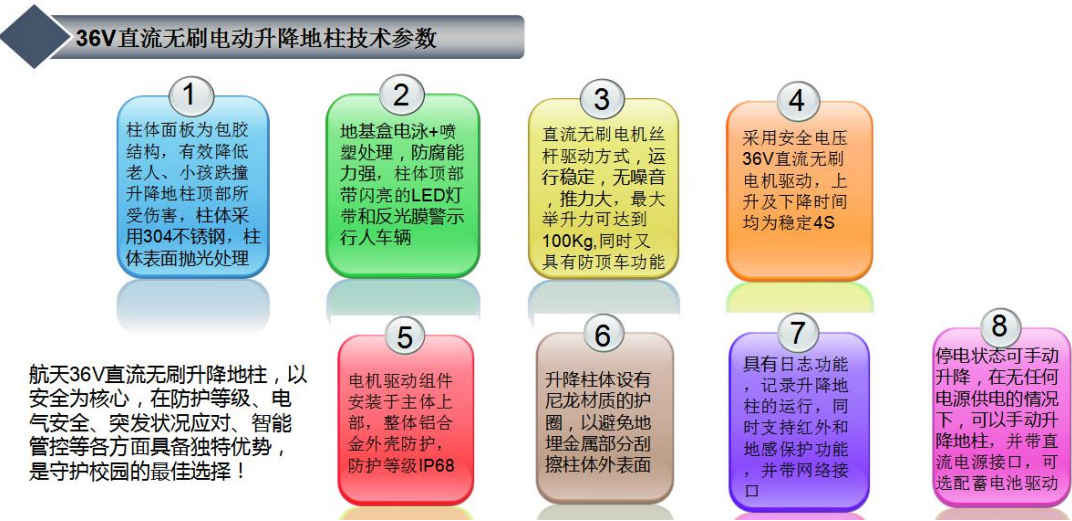 36V直流无刷电动升降地柱技术参数
1
柱体面板为包胶
结构，有效降低
老人、小孩跌撞
升降地柱顶部所
受伤害，柱体采
用304不锈钢，柱
体表面抛光处理
2
地基盒电泳+喷
塑处理，防腐能
力强，柱体顶部
带闪亮的LED灯
带和反光膜警示
行人车辆
3
直流无刷电机丝
杆驱动方式，运
行稳定，无噪音
，推力大，最大
举升力可达到
100Kg,同时又
具有防顶车功能
4
采用安全电压
36V直流无刷
电机驱动，上
升及下降时间
均为稳定4S
航天36V直流无刷升降地柱，以
安全为核心，在防护等级、电
气安全、突发状况应对、智能
管控等各方面具备独特优势，
是守护校园的最佳选择！
5
电机驱动组件
安装于主体上
部，整体铝合
金外壳防护，
防护等级IP68
6
升降柱体设有
尼龙材质的护
圈，以避免地
埋金属部分刮
擦柱体外表面
7
具有日志功能
，记录升降地
柱的运行，同
时支持红外和
地感保护功能
，并带网络接
口
8
停电状态可手动
升降，在无任何
电源供电的情况
下，可以手动升
降地柱，并带直
流电源接口，可
选配蓄电池驱动